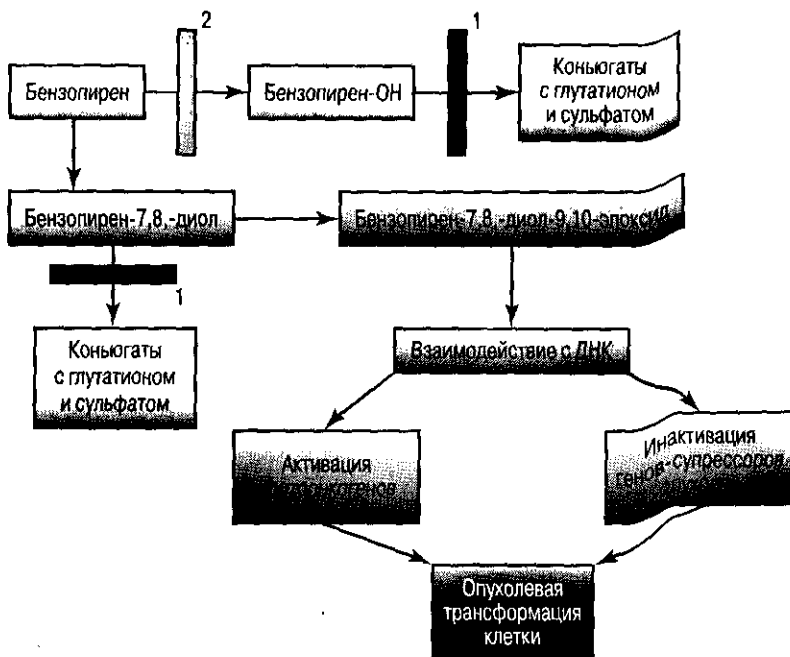 2
1
Бензопирен
Бензопирен-ОН
Коньюгаты
с глутатионом
и сульфатом
Бензопирен-7,8,-диол
Бензопирен-7,8,-диол-9,10-эпоксид
1
Коньюгаты
с глутатионом
и сульфатом
Взаимодействие с ДНК
Активация
Инактивация
генов-супрессоров
Опухолевая
трансформация
клетки